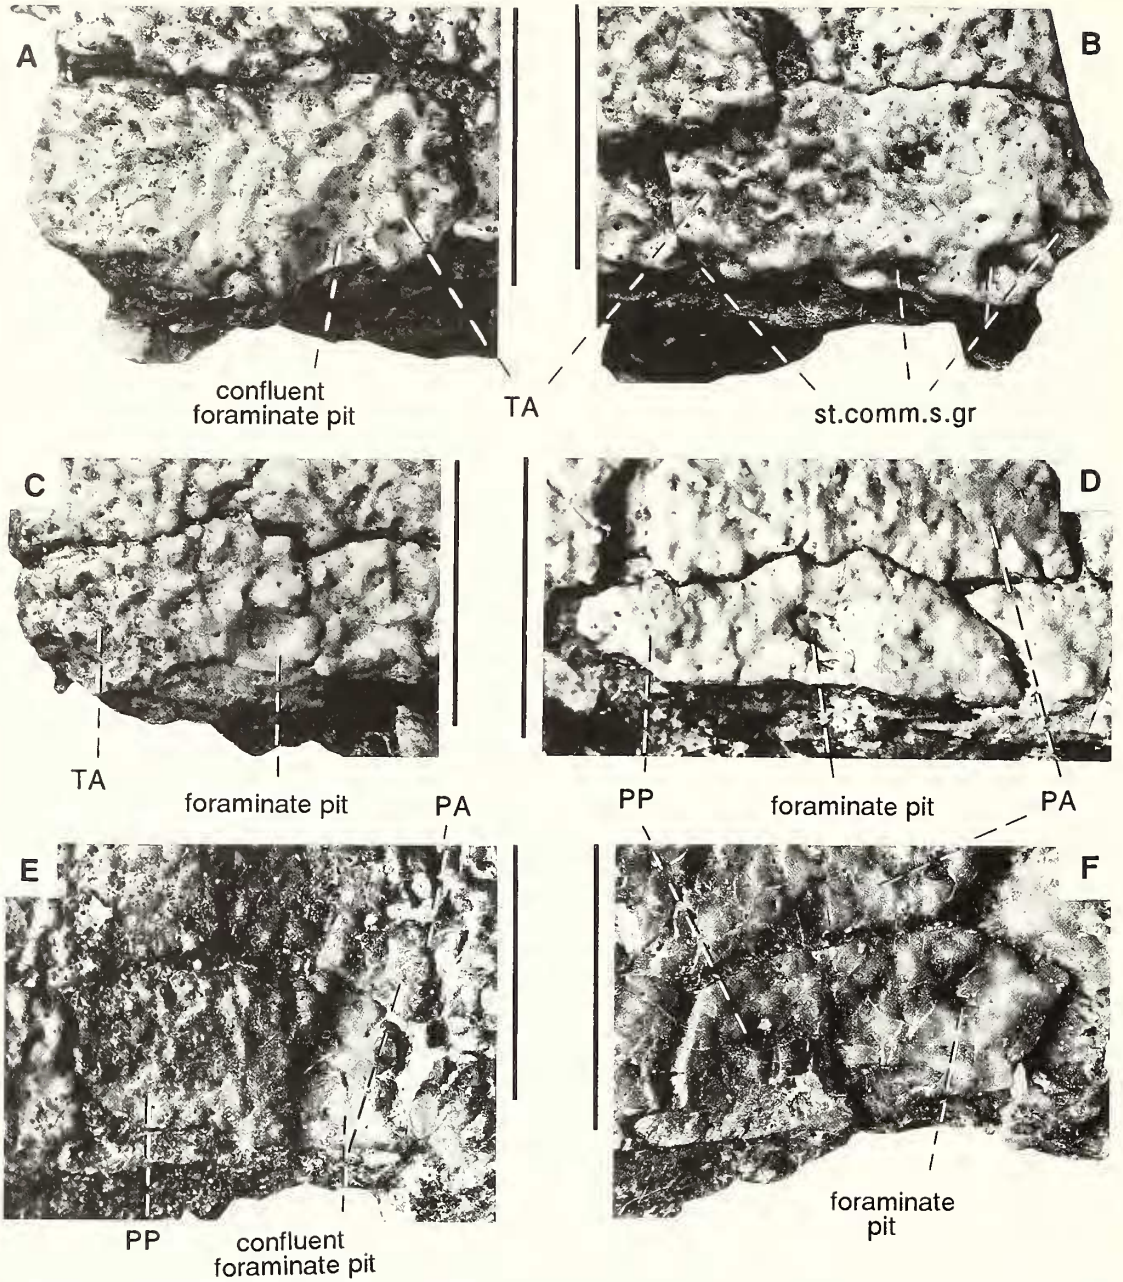 A
B
confluent
foraminate pit
TA
st.comm.s.gr
C
D
TA
foraminate pit
PA
PP
foraminate pit
PA
E
F
PP
confluent
foraminate pit
foraminate
pit